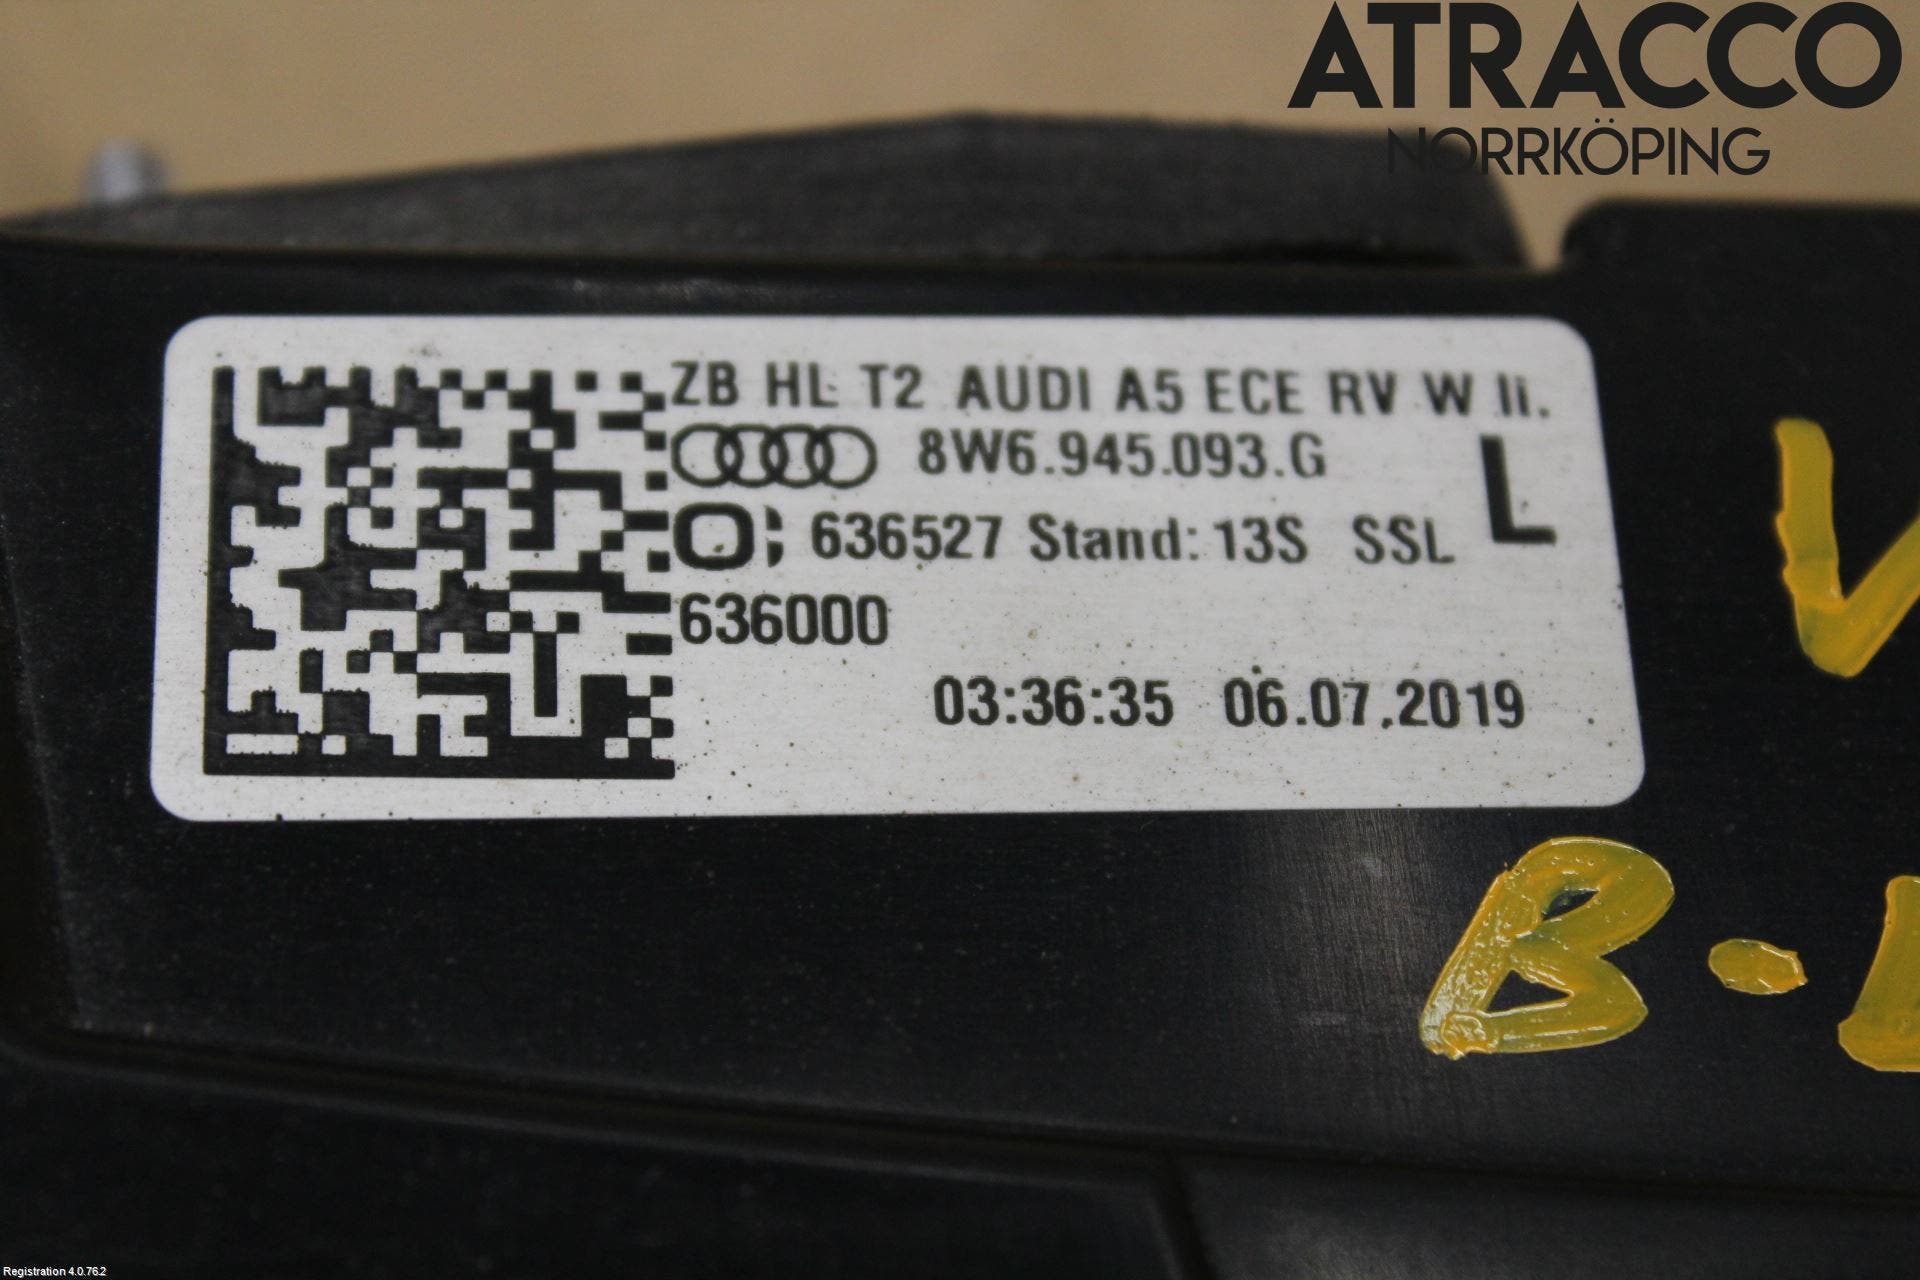 ATRACCO
NORRKÖPING
ZB HL T2 AUDI A5 ECE RV W li.
8W6.945.093.G
L
636527 Stand: 13S SSL
636000
03:36:35 06.07.2019
V
B.
Registration 4.0.76.2